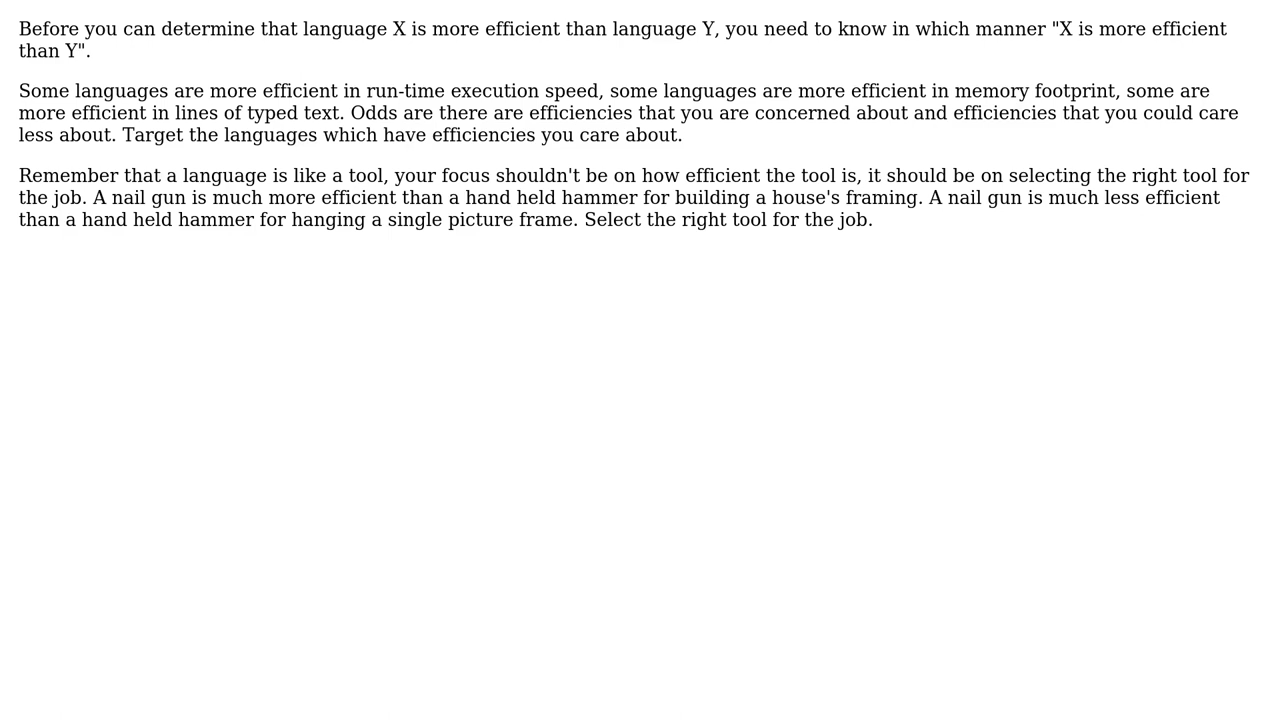 Before you can determine that language X is more efficient than language Y, you need to know in which manner "X is more efficient
than Y".
Some languages are more efficient in run-time execution speed, some languages are more efficient in memory footprint, some are
more efficient in lines of typed text. Odds are there are efficiencies that you are concerned about and efficiencies that you could care
less about. Target the languages which have efficiencies you care about.
Remember that a language is like a tool, your focus shouldn't be on how efficient the tool is, it should be on selecting the right tool for
the job. A nail gun is much more efficient than a hand held hammer for building a house's framing. A nail gun is much less efficient
than a hand held hammer for hanging a single picture frame. Select the right tool for the job.